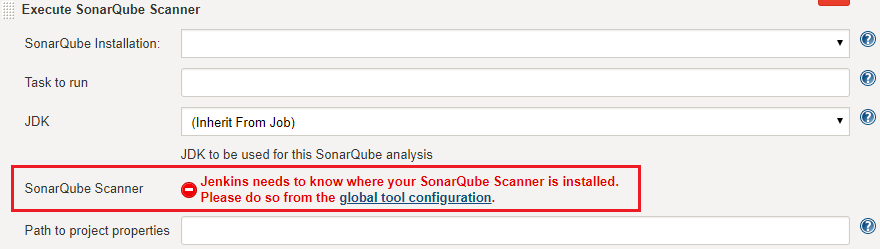 Execute SonarQube Scanner
SonarQube Installation:
Task to run
JDK
(Inherit From Job)
JDK to be used for this SonarQube analysis
SonarQube Scanner
Jenkins needs to know where your SonarQube Scanner is installed.
Please do so from the global tool configuration.
Path to project properties